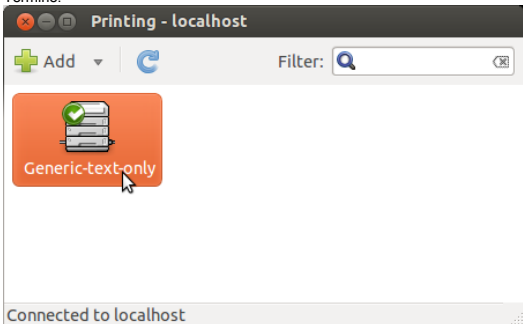 Printing - localhost
Add
Filter:
Generic-text-only
Connected to localhost